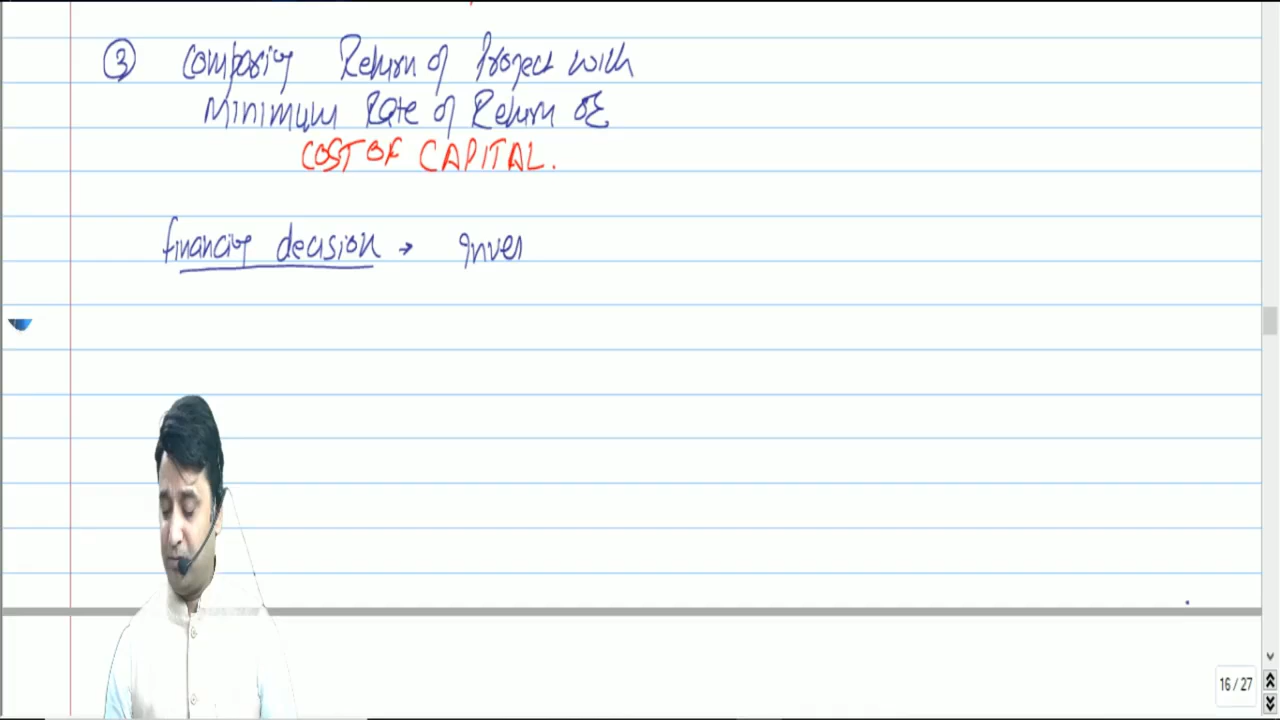 ③ Comparing Return of Project with
Minimum Rate of Return or
COST OF CAPITAL.
financing decision → Inves
16 / 27